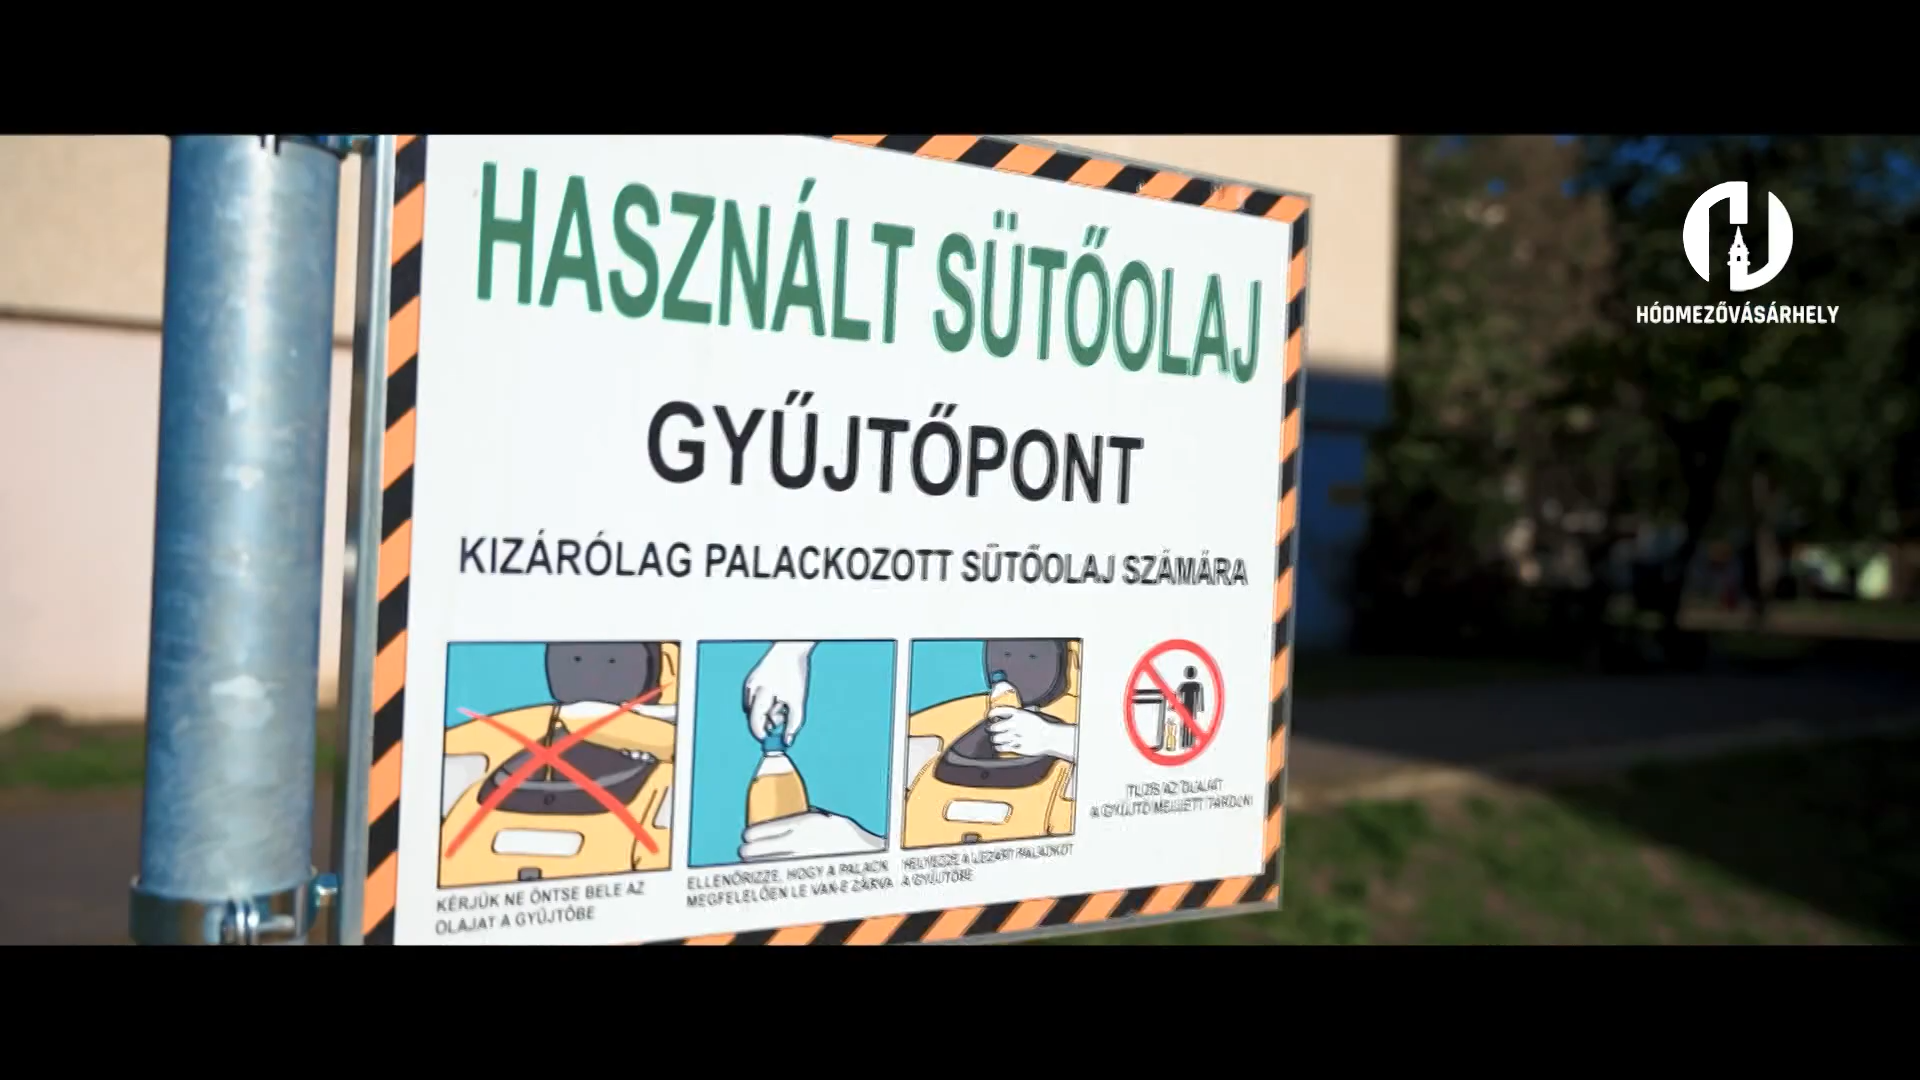 HASZNÁLT SÜTŐOLAJ
GYŰJTŐPONT
KIZÁRÓLAG PALACKOZOTT SÜTŐOLAJ SZÁMÁRA
KÉRJÜK NE ÖNTSE BELE AZ
OLAJAT A GYŰJTŐBE
ELLENŐRIZZE, HOGY A PALACK
MEGFELELŐEN LE VAN-E ZÁRVA
HELYEZZE A LEZÁRT PALACKOT
A GYŰJTŐBE
TILOS AZ OLAJAT
A GYŰJTŐ MELLETT TÁROLNI
HÓDMEZŐVÁSÁRHELY